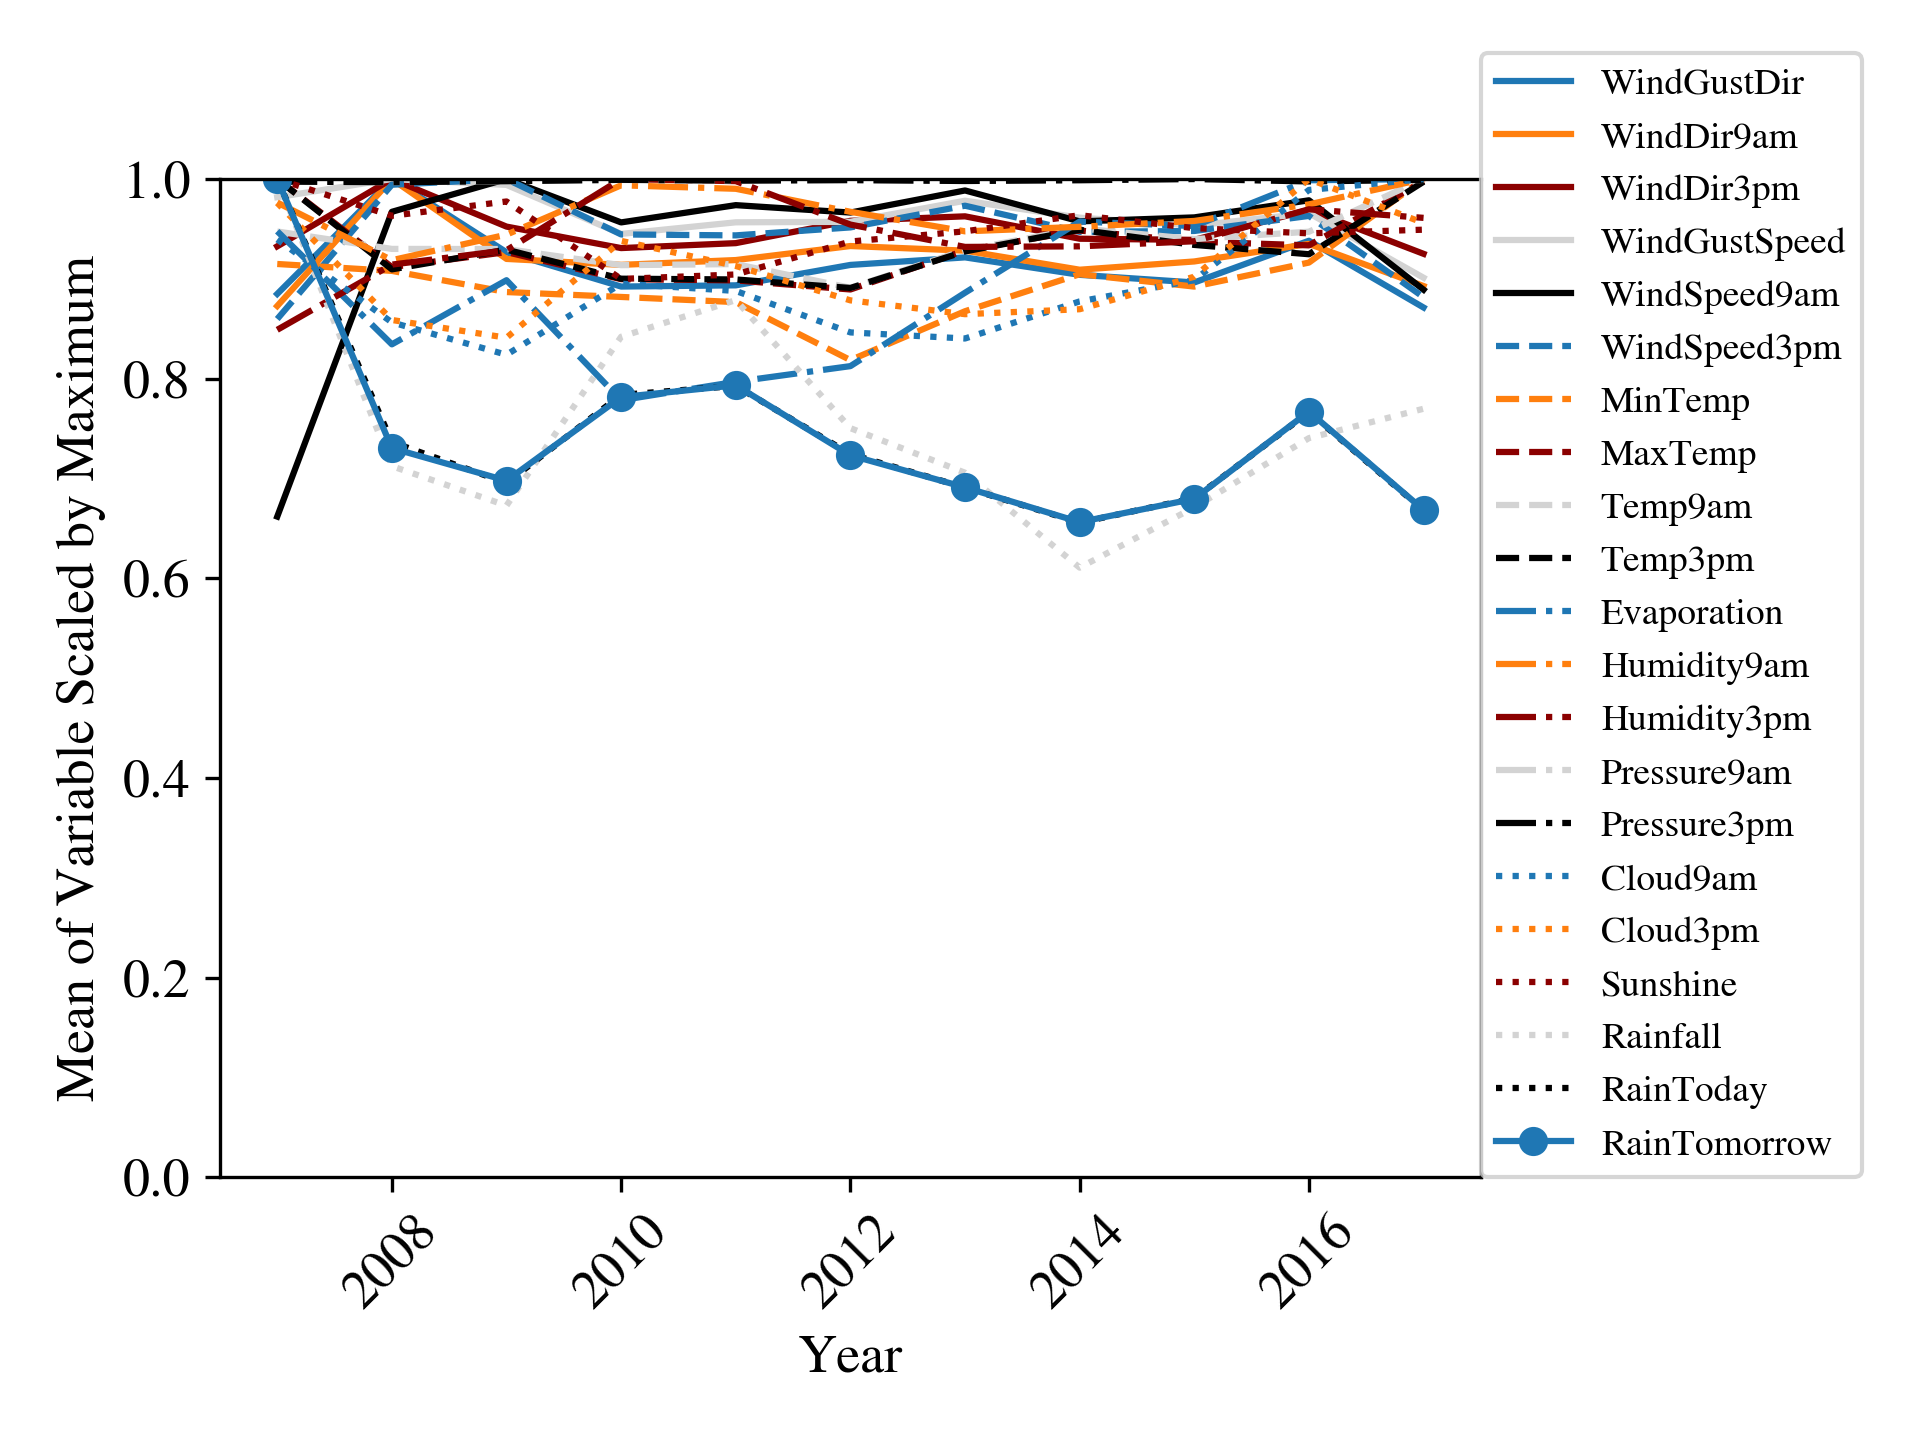 Mean of Variable Scaled by Maximum
1.0
0.8
0.6
0.4
0.2
0.0
2008
2010
2012
2014
2016
Year
WindGustDir
WindDir9am
WindDir3pm
WindGustSpeed
WindSpeed9am
WindSpeed3pm
MinTemp
MaxTemp
Temp9am
Temp3pm
Evaporation
Humidity9am
Humidity3pm
Pressure9am
Pressure3pm
Cloud9am
Cloud3pm
Sunshine
Rainfall
RainToday
RainTomorrow